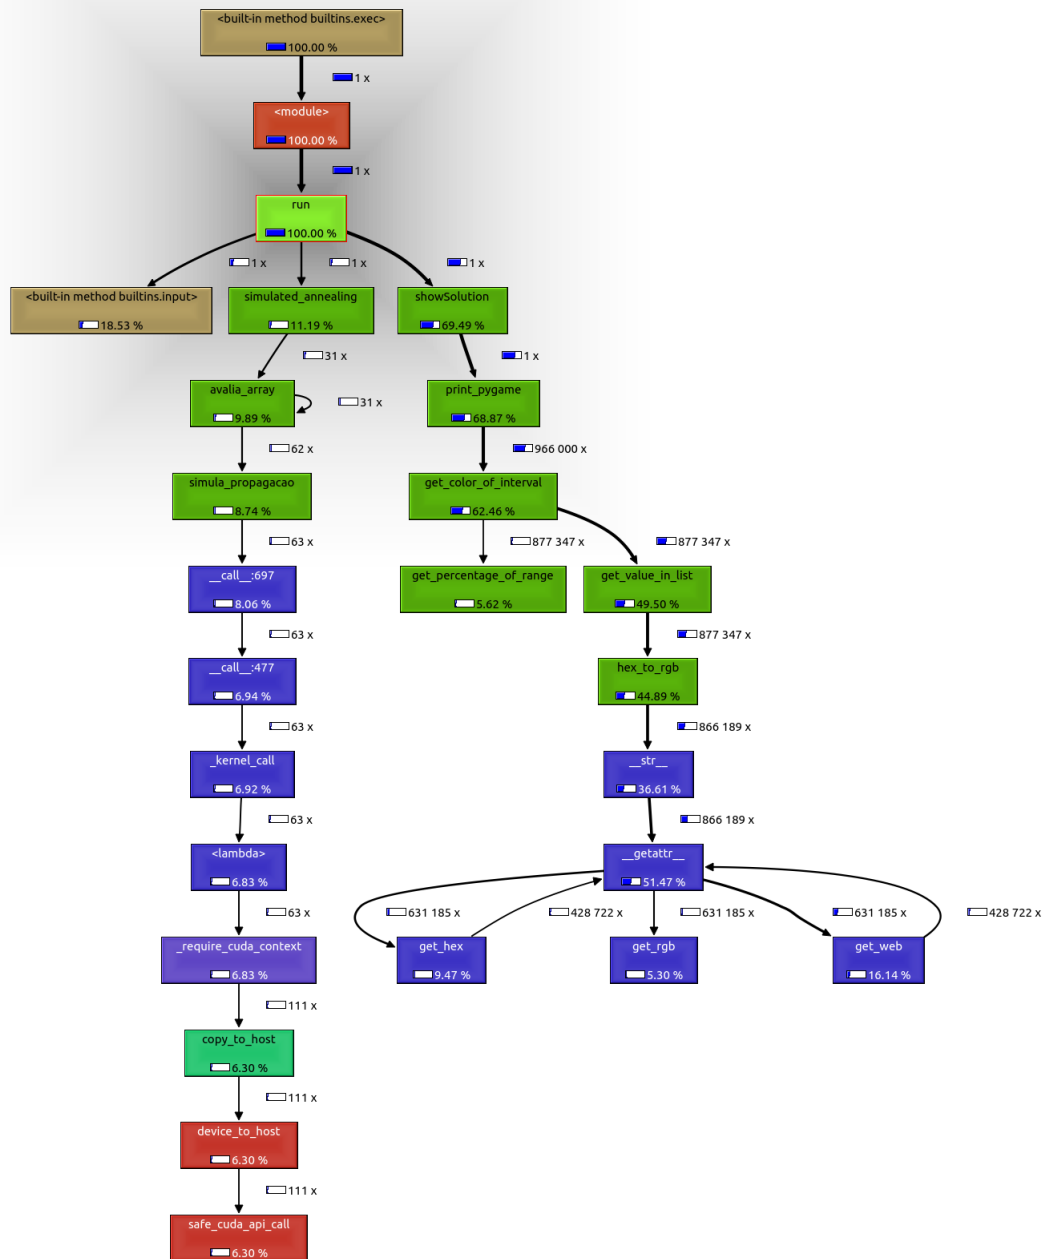 <built-in method builtins.exec>
100.00 %
1 x
<module>
100.00 %
1 x
run
100.00 %
1 x
1 x
1 x
<built-in method builtins.input>
18.53 %
simulated_annealing
11.19 %
showSolution
69.49 %
31 x
1 x
avalia_array
9.89 %
31 x
print_pygame
68.87 %
62 x
966 000 x
simula_propagacao
8.74 %
get_color_of_interval
62.46 %
63 x
877 347 x
877 347 x
__call__:697
8.06 %
get_percentage_of_range
5.62 %
get_value_in_list
49.50 %
63 x
877 347 x
__call__:477
6.94 %
hex_to_rgb
44.89 %
63 x
866 189 x
_kernel_call
6.92 %
__str__
36.61 %
63 x
866 189 x
<lambda>
6.83 %
__getattr__
51.47 %
63 x
631 185 x
428 722 x
631 185 x
631 185 x
428 722 x
_require_cuda_context
6.83 %
get_hex
9.47 %
get_rgb
5.30 %
get_web
16.14 %
111 x
copy_to_host
6.30 %
111 x
device_to_host
6.30 %
111 x
safe_cuda_api_call
6.30 %